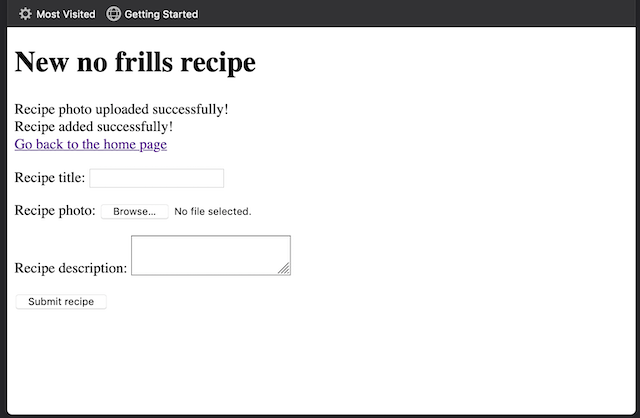 Most Visited Getting Started
New no frills recipe
Recipe photo uploaded successfully!
Recipe added successfully!
Go back to the home page
Recipe title:
Recipe photo: Browse... No file selected.
Recipe description:
Submit recipe